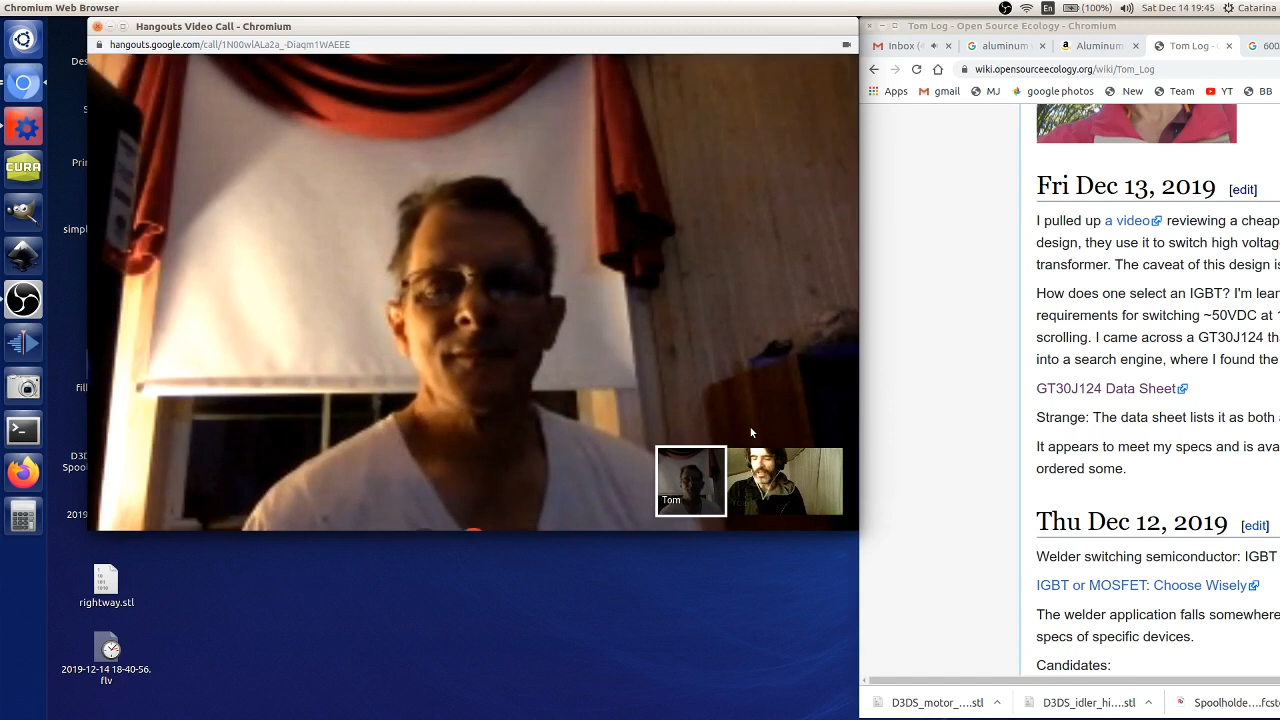 Chromium Web Browser
En
(100%)
Sat Dec 14 19:45
Catarina
Hangouts Video Call - Chromium
hangouts.google.com/call/1N00wlALa2a_-Diaqm1WAEEE
Tom
CURA
rightway.stl
2019-12-14 18-40-56.
flv
Tom Log - Open Source Ecology - Chromium
Inbox (
aluminum
Aluminum
Tom Log -
600
wiki.opensourceecology.org/wiki/Tom_Log
Apps
gmail
MJ
google photos
New
Team
YT
BB
Fri Dec 13, 2019 [edit]
I pulled up a video reviewing a cheap
design, they use it to switch high voltag
transformer. The caveat of this design is
How does one select an IGBT? I'm lear
requirements for switching ~50VDC at 1
scrolling. I came across a GT30J124 th
into a search engine, where I found the
GT30J124 Data Sheet
Strange: The data sheet lists it as both
It appears to meet my specs and is ava
ordered some.
Thu Dec 12, 2019 [edit]
Welder switching semiconductor: IGBT
IGBT or MOSFET: Choose Wisely
The welder application falls somewhere
specs of specific devices.
Candidates:
D3DS_motor_....stl
D3DS_idler_hi....stl
Spoolholde....fcstd